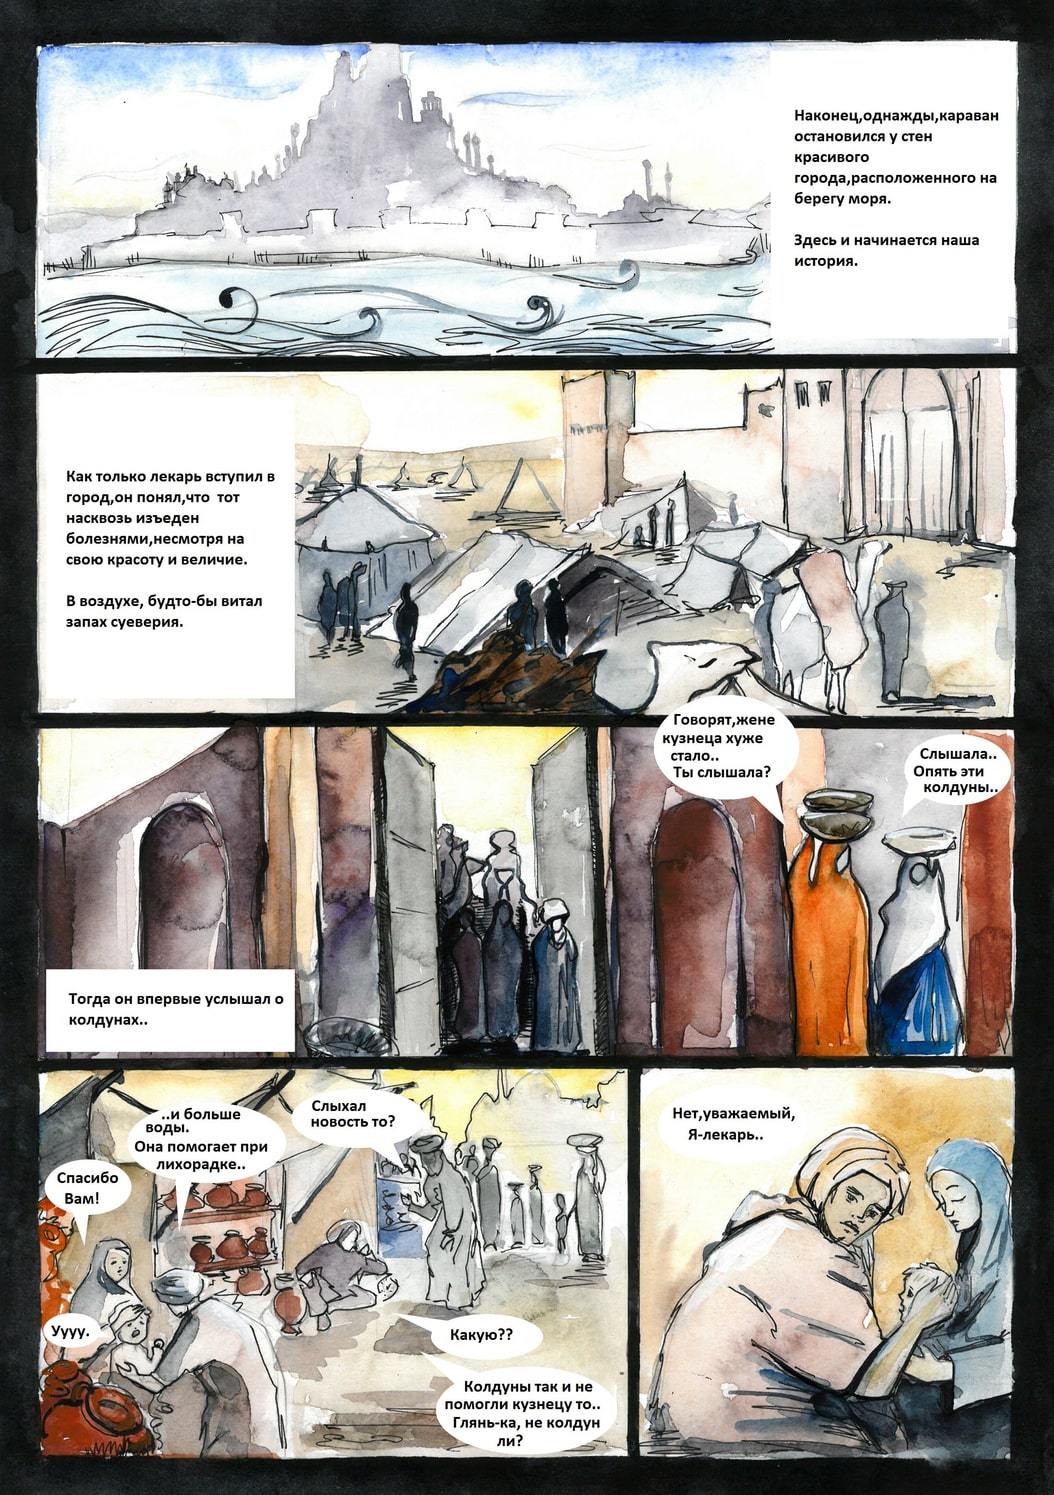 Наконец,однажды,караван
остановился у стен
красивого
города,расположенного на
берегу моря.
Здесь и начинается наша
история.
Как только лекарь вступил в
город,он понял,что тот
насквозь изъеден
болезнями,несмотря на
свою красоту и величие.
В воздухе, будто-бы витал
запах суеверия.
Говорят,жене
кузнеца хуже
стало..
Ты слышала?
Слышала..
Опять эти
колдуны..
Тогда он впервые услышал о
колдунах..
..и больше
воды.
Она помогает при
лихорадке..
Спасибо
Вам!
Уууу.
Слыхал
новость то?
Какую??
Колдуны так и не
помогли кузнецу то..
Глянь-ка, не колдун
ли?
Нет,уважаемый,
Я-лекарь..